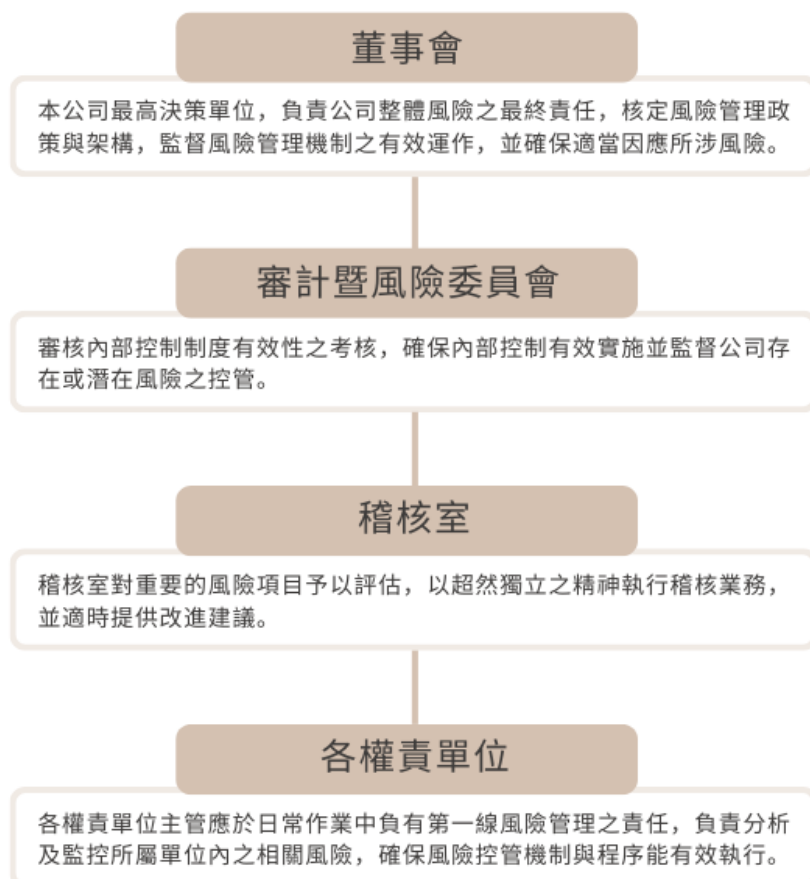 董事會
本公司最高決策單位，負責公司整體風險之最終責任，核定風險管理政
策與架構，監督風險管理機制之有效運作，並確保適當因應所涉風險。
審計暨風險委員會
審核內部控制制度有效性之考核，確保內部控制有效實施並監督公司存
在或潛在風險之控管。
稽核室
稽核室對重要的風險項目予以評估，以超然獨立之精神執行稽核業務，
並適時提供改進建議。
各權責單位
各權責單位主管應於日常作業中負有第一線風險管理之責任，負責分析
及監控所屬單位內之相關風險，確保風險控管機制與程序能有效執行。